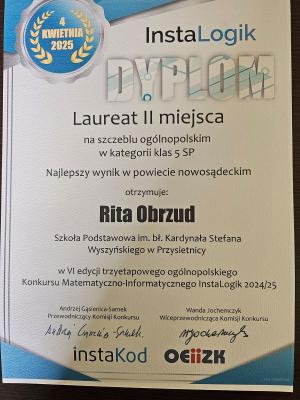 4
KWIETNIA
2025
InstaLogik
DYPLOM
Laureat II miejsca
na szczeblu ogólnopolskim
w kategorii klas 5 SP
Najlepszy wynik w powiecie nowosądeckim
otrzymuje:
Rita Obrzud
Szkoła Podstawowa im. bł. Kardynała Stefana
Wyszyńskiego w Przysietnicy
w VI edycji trzyetapowego ogólnopolskiego
Konkursu Matematyczno-Informatycznego InstaLogik 2024/25
Andrzej Gąsienica-Samek
Przewodniczący Komisji Konkursu
Wanda Jochemczyk
Wiceprzewodnicząca Komisji Konkursu
instaKod
OEIIZK